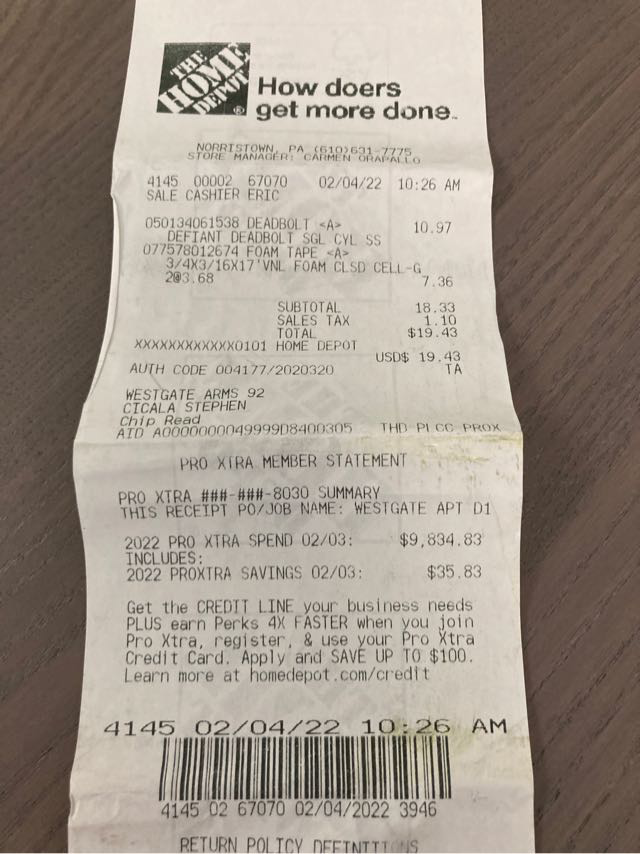 THE
HOME
DEPOT
®
How doers
get more done™
NORRISTOWN, PA (610)631-7775
STORE MANAGER: CARMEN ORAPALLO
4145 00002 67070 02/04/22 10:26 AM
SALE CASHIER ERIC
050134061538 DEADBOLT <A> 10.97
DEFIANT DEADBOLT SGL CYL SS
077578012674 FOAM TAPE <A>
3/4X3/16X17'VNL FOAM CLSD CELL-G
2@3.68 7.36
SUBTOTAL 18.33
SALES TAX 1.10
TOTAL $19.43
XXXXXXXXXXXX0101 HOME DEPOT
USD$ 19.43
AUTH CODE 004177/2020320 TA
WESTGATE ARMS 92
CICALA STEPHEN
Chip Read
AID A0000000049999D8400305 THD PLCC PROX
PRO XTRA MEMBER STATEMENT
PRO XTRA ###-###-8030 SUMMARY
THIS RECEIPT PO/JOB NAME: WESTGATE APT D1
2022 PRO XTRA SPEND 02/03: $9,834.83
INCLUDES:
2022 PROXTRA SAVINGS 02/03: $35.83
Get the CREDIT LINE your business needs
PLUS earn Perks 4X FASTER when you join
Pro Xtra, register, & use your Pro Xtra
Credit Card. Apply and SAVE UP TO $100.
Learn more at homedepot.com/credit
4145 02/04/22 10:26 AM
4145 02 67070 02/04/2022 3946
RETURN POLICY DEFINITIONS